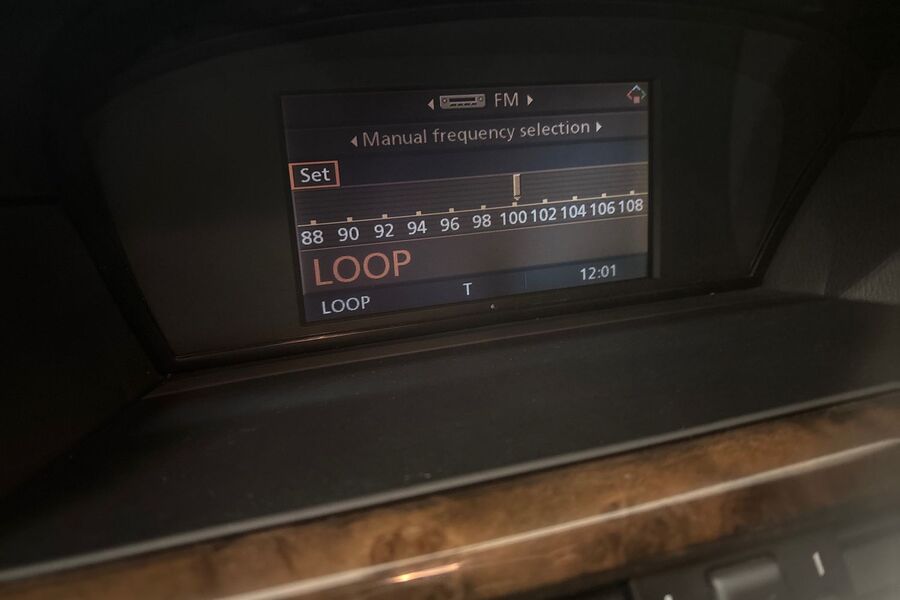 FM
Manual frequency selection
Set
88 90 92 94 96 98 100 102 104 106 108
LOOP
LOOP T 12:01